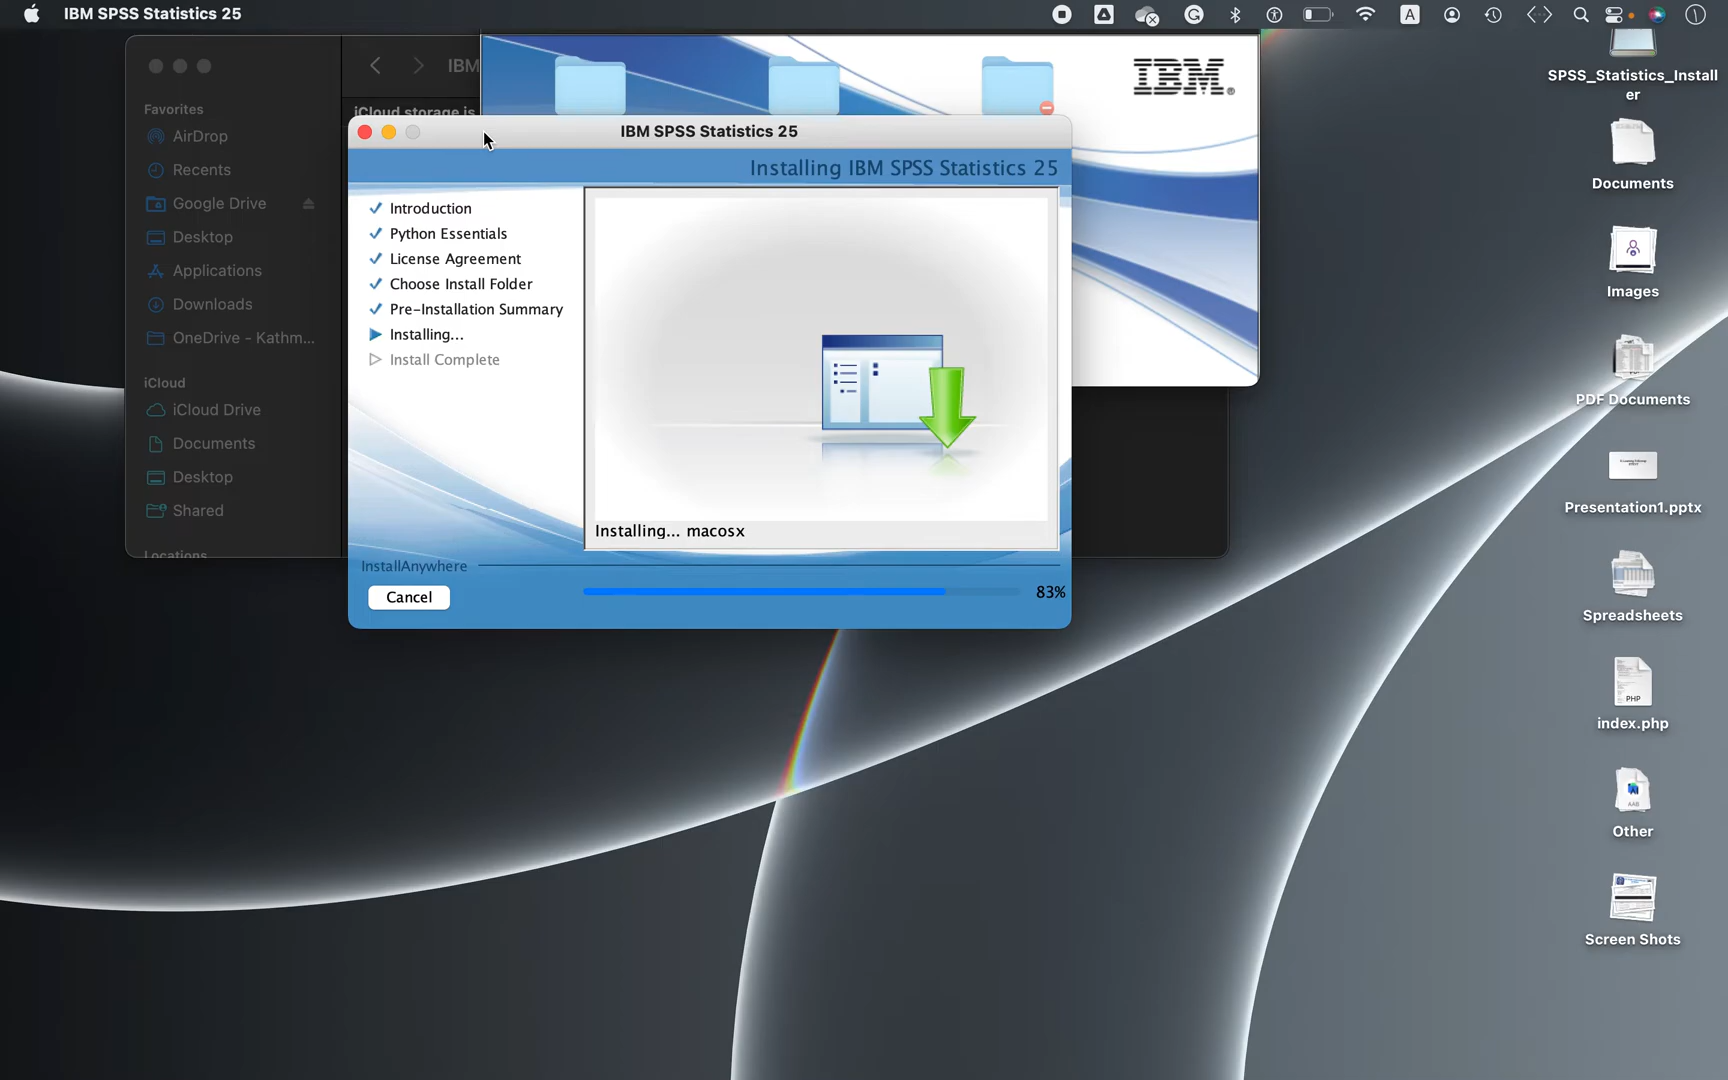 IBM SPSS Statistics 25
A
Favorites
AirDrop
Recents
Google Drive
Desktop
Applications
Downloads
OneDrive - Kathm...
iCloud
iCloud Drive
Documents
Desktop
Shared
Locations
IBM
iCloud storage is
IBM®
IBM SPSS Statistics 25
Installing IBM SPSS Statistics 25
Introduction
Python Essentials
License Agreement
Choose Install Folder
Pre-Installation Summary
Installing...
Install Complete
Installing... macosx
InstallAnywhere
Cancel
83%
SPSS_Statistics_Install
er
Documents
Images
PDF Documents
Presentation1.pptx
Spreadsheets
PHP
index.php
AAB
Other
Screen Shots